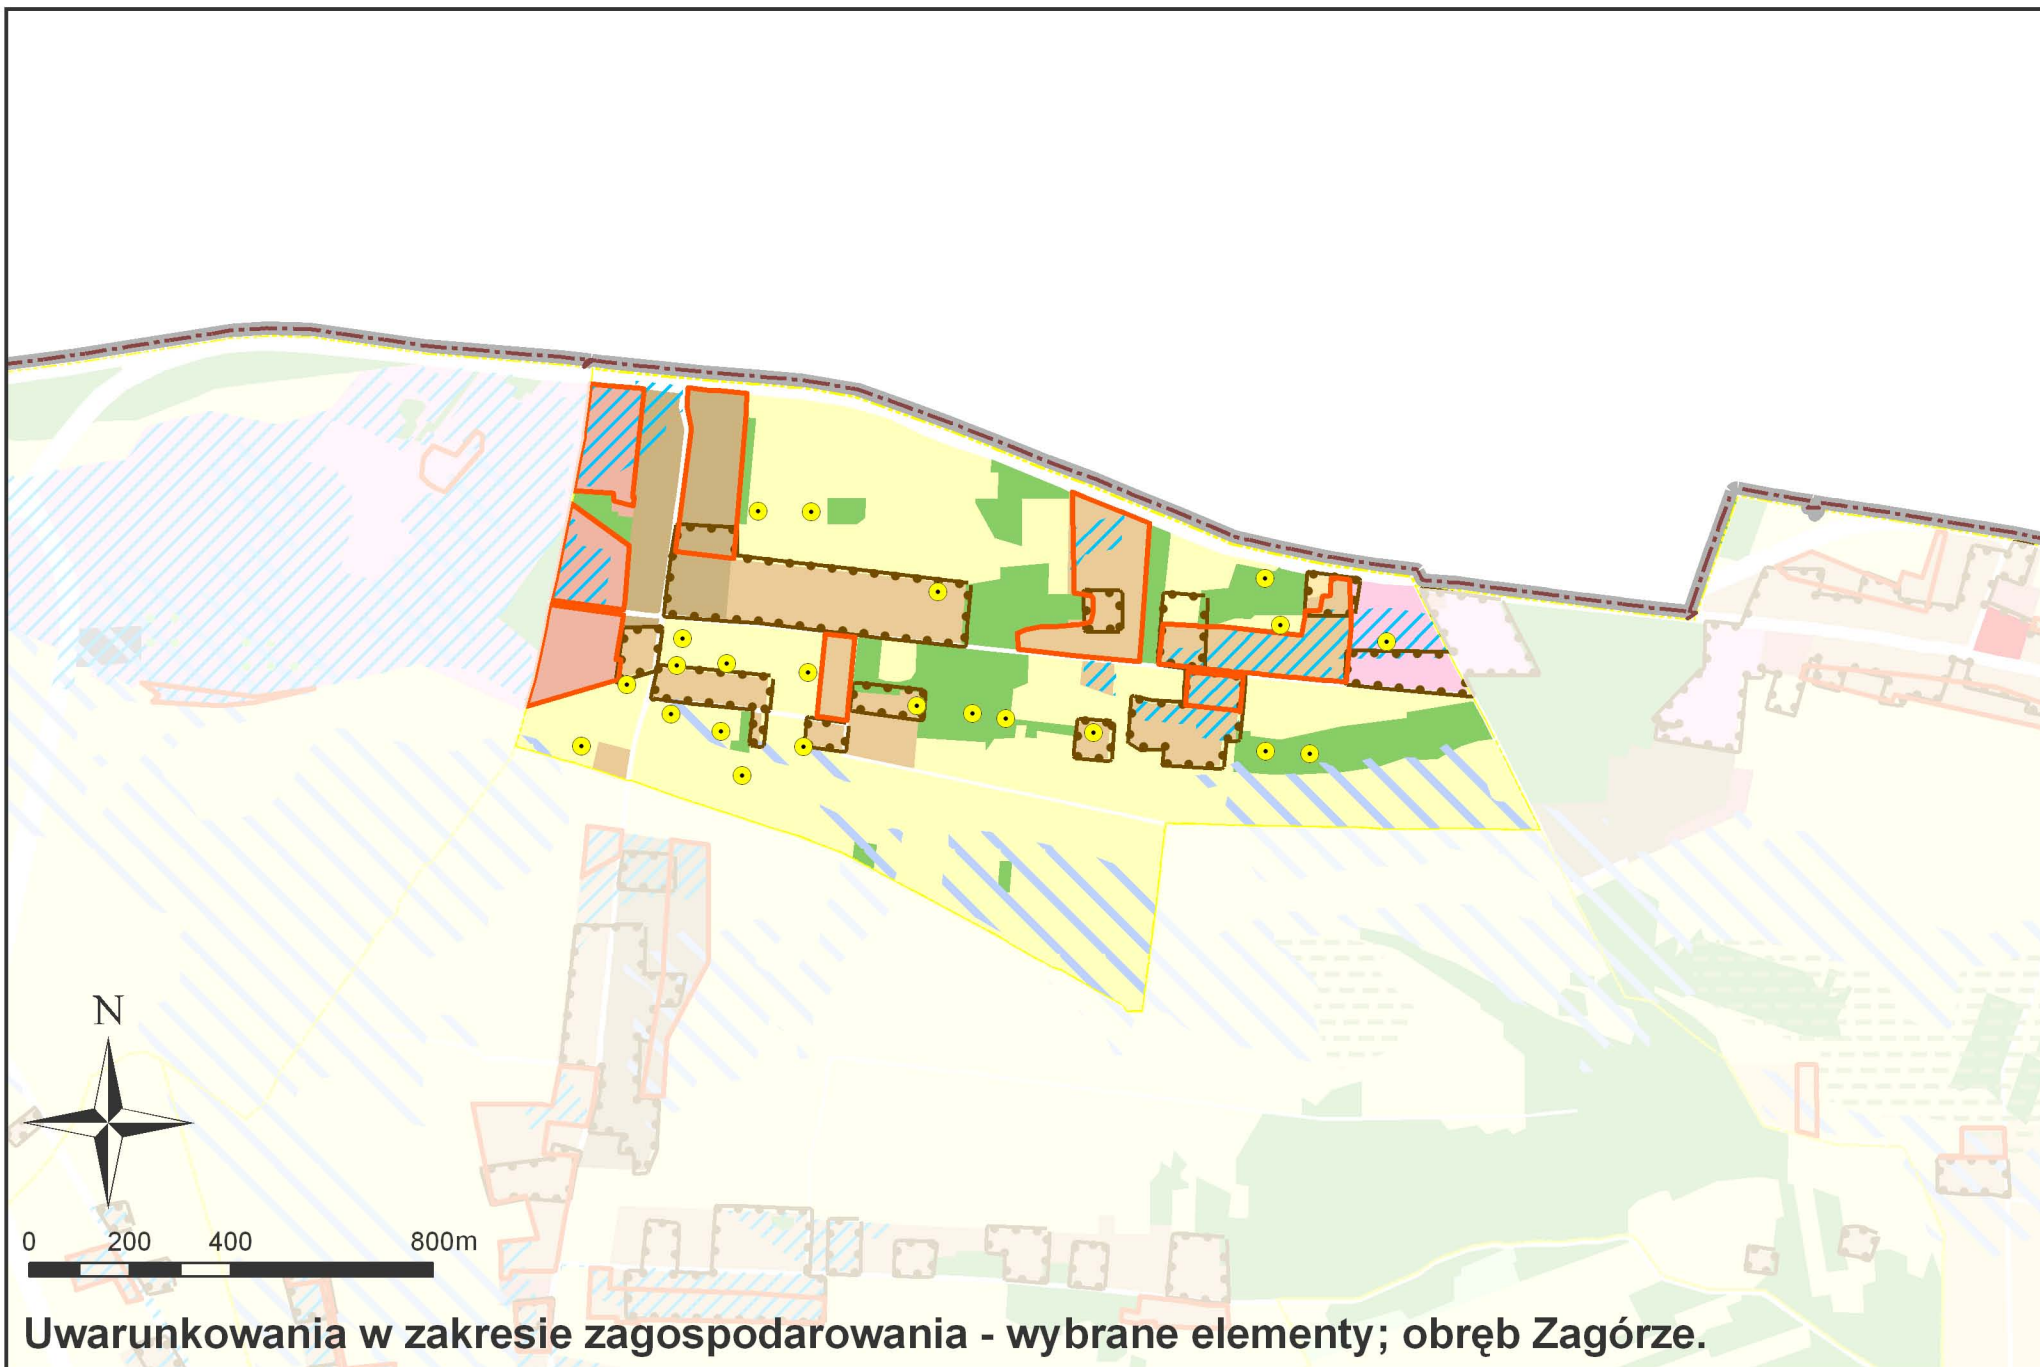 N
0 200 400 800m
Uwarunkowania w zakresie zagospodarowania - wybrane elementy; obręb Zagórze.